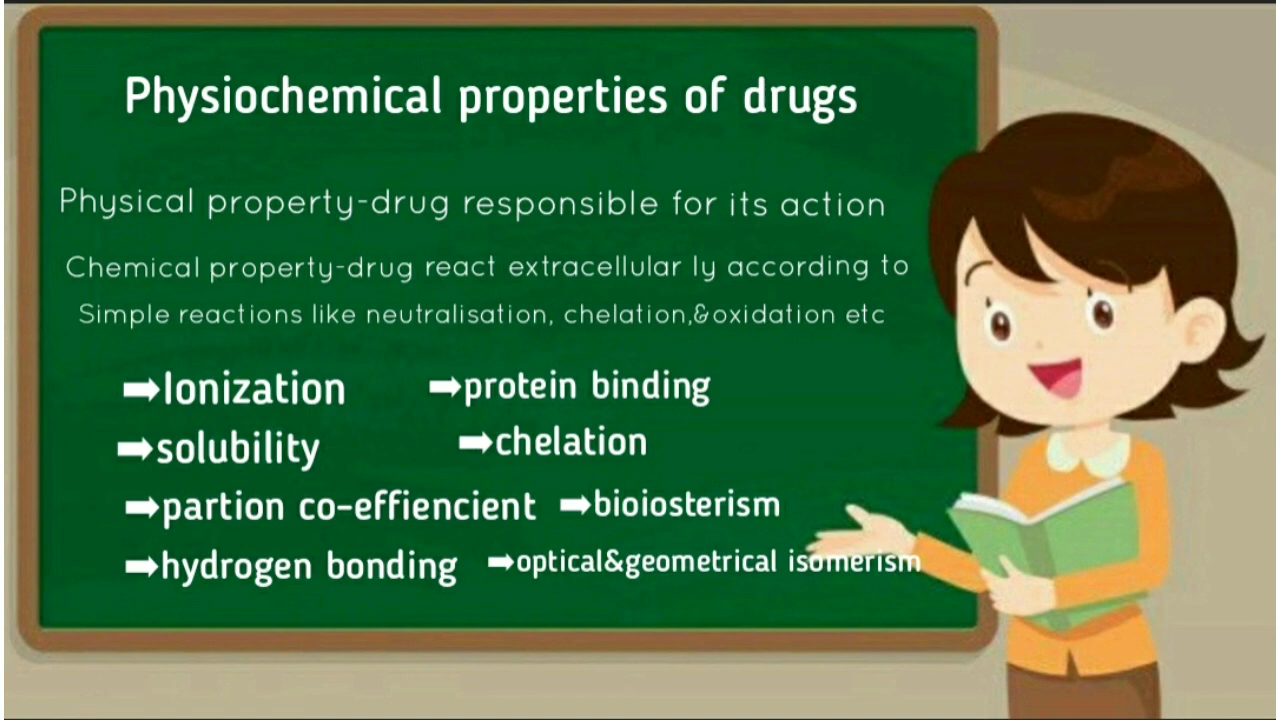 Physiochemical properties of drugs
Physical property-drug responsible for its action
Chemical property-drug react extracellular ly according to
Simple reactions like neutralisation, chelation,&oxidation etc
➡Ionization ➡protein binding
➡solubility ➡chelation
➡partion co-effiencient ➡bioiosterism
➡hydrogen bonding ➡optical&geometrical isomerism